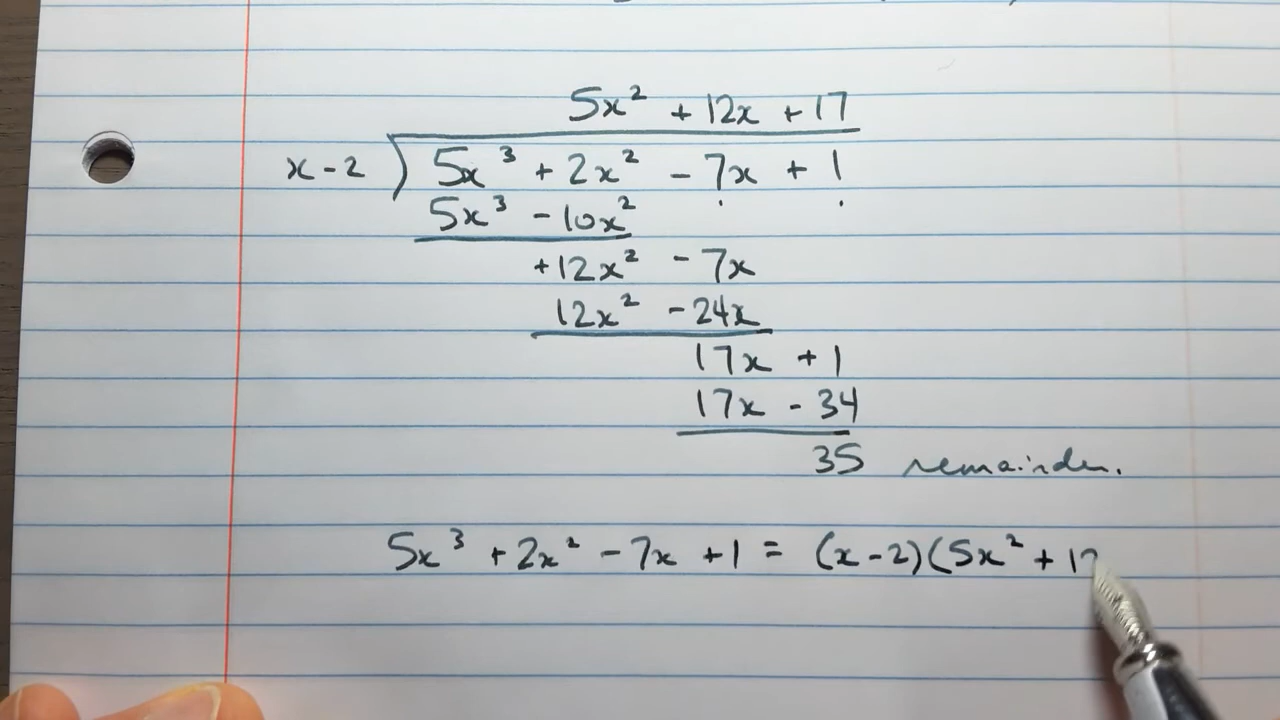 5x² + 12x + 17
x - 2 ) 5x³ + 2x² - 7x + 1
5x³ - 10x²
+12x² - 7x
12x² - 24x
17x + 1
17x - 34
35 remainder.
5x³ + 2x² - 7x + 1 = (x - 2)(5x² + 12